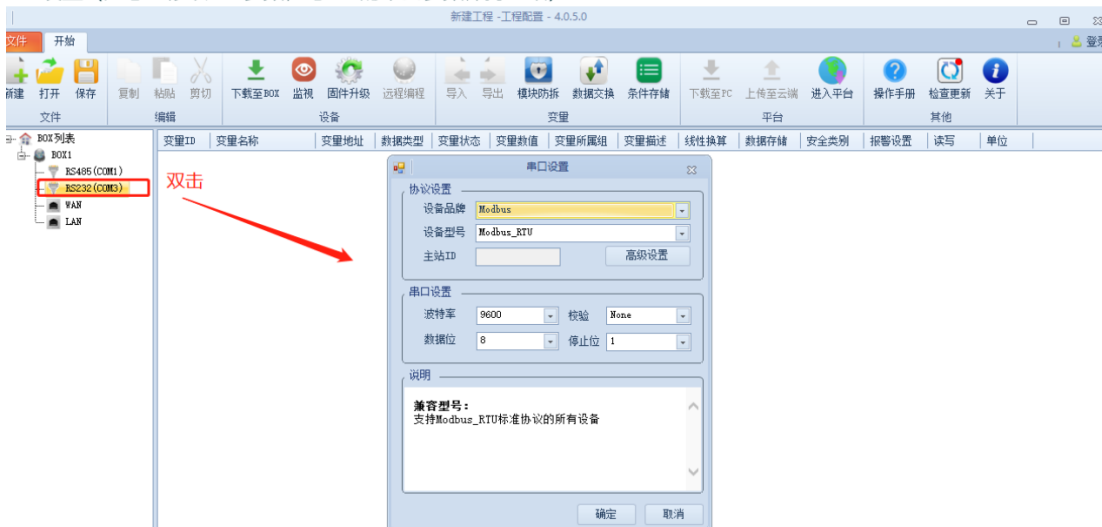 新建工程 -工程配置 - 4.0.5.0
文件 开始 登录
新建 打开 保存 复制 粘贴 剪切 下载至BOX 监视 固件升级 远程编程 导入 导出 模块防拆 数据交换 条件存储 下载至PC 上传至云端 进入平台 操作手册 检查更新 关于
文件 编辑 设备 变量 平台 其他
BOX列表 变量ID 变量名称 变量地址 数据类型 变量状态 变量数值 变量所属组 变量描述 线性换算 数据存储 安全类别 报警设置 读写 单位
BOX1
RS485(COM1)
RS232(COM3)
WAN
LAN
双击
串口设置
协议设置
设备品牌 Modbus
设备型号 Modbus_RTU
主站ID 高级设置
串口设置
波特率 9600 校验 None
数据位 8 停止位 1
说明
兼容型号：
支持Modbus_RTU标准协议的所有设备
确定 取消